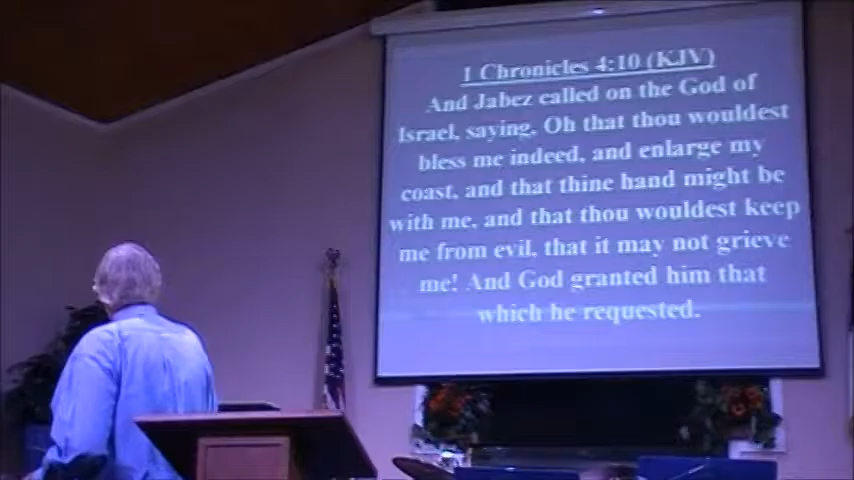 1 Chronicles 4:10 (KJV)
And Jabez called on the God of
Israel, saying, Oh that thou wouldest
bless me indeed, and enlarge my
coast, and that thine hand might be
with me, and that thou wouldest keep
me from evil, that it may not grieve
me! And God granted him that
which he requested.